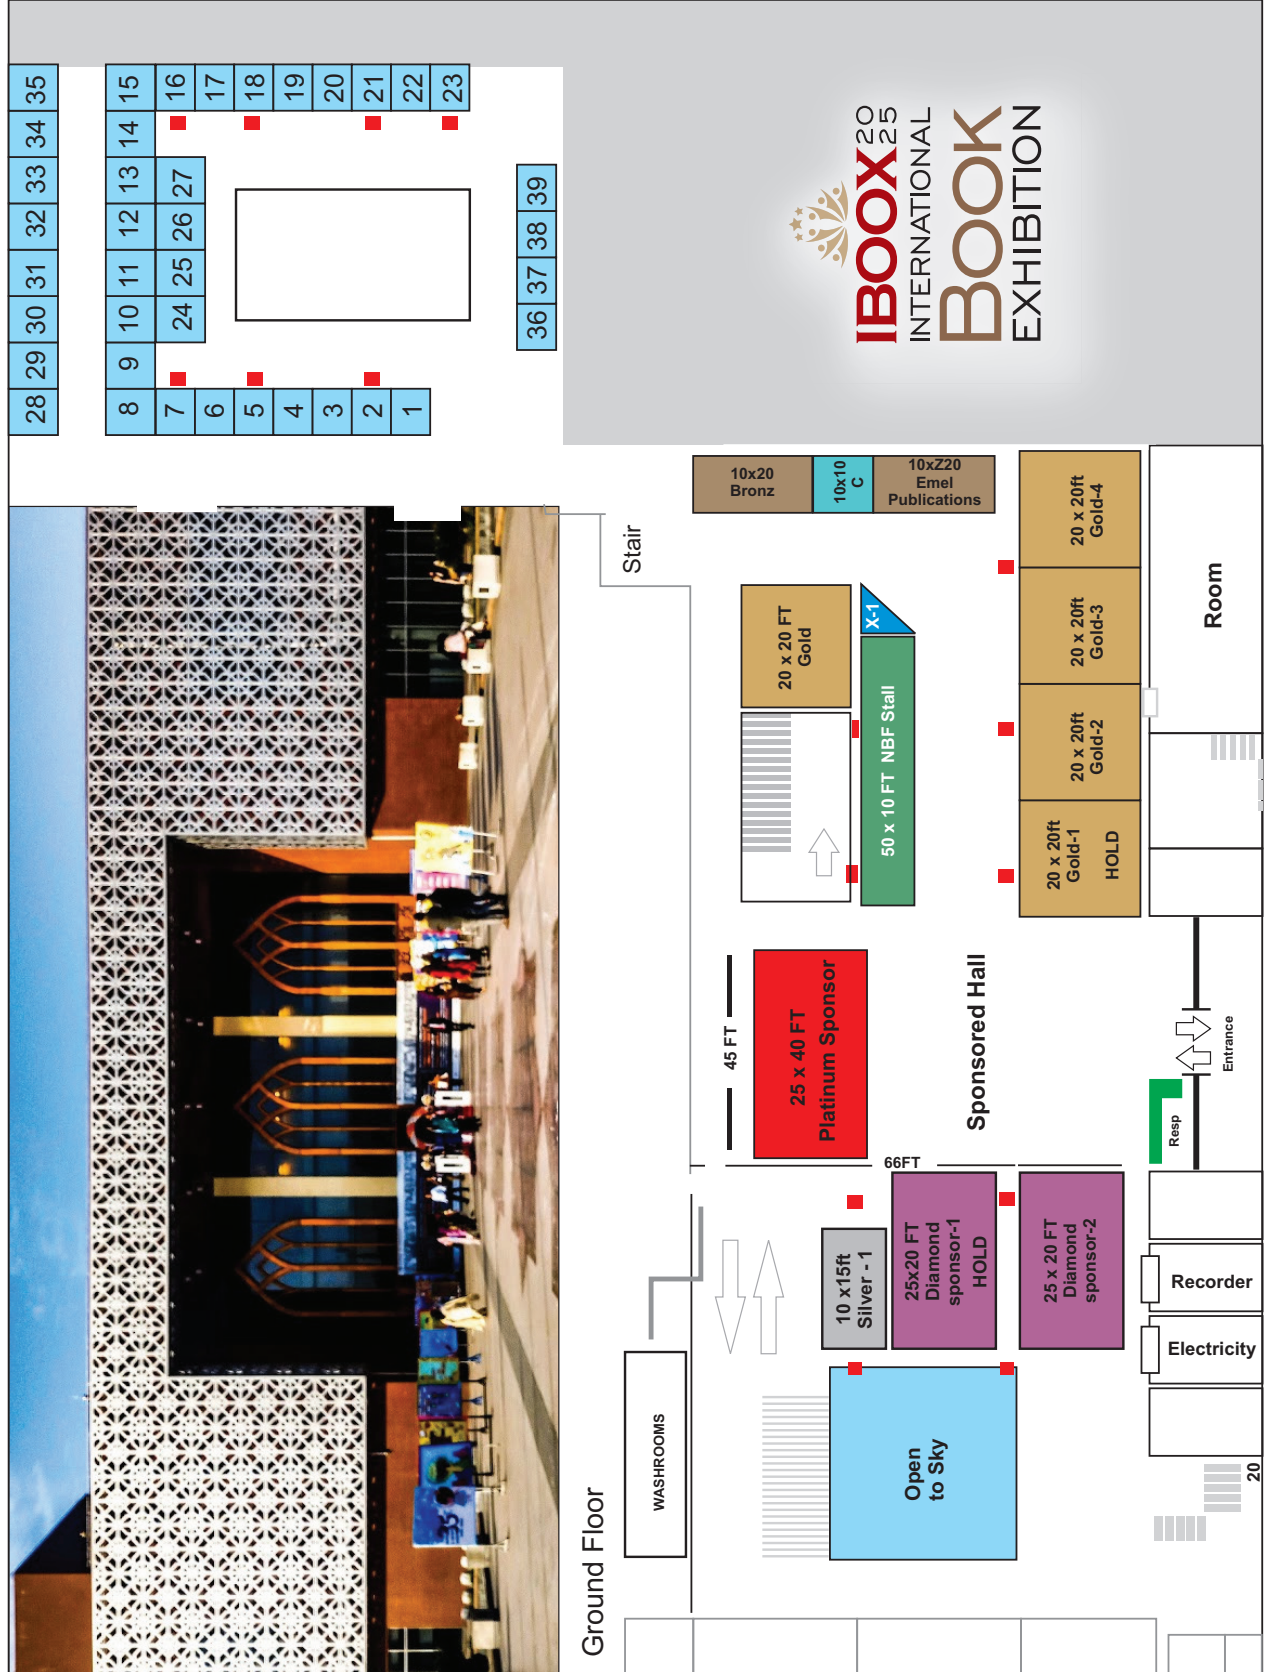 35
34
33
32
31
30
29
28
15
14
13
12
11
10
9
8
16
17
18
19
20
21
22
23
27
26
25
24
7
6
5
4
3
2
1
39
38
37
36
IBOOX 20
25
INTERNATIONAL
BOOK
EXHIBITION
10x20
Bronz
10x10
C
10xZ20
Emel
Publications
20 x 20ft
Gold-4
20 x 20ft
Gold-3
20 x 20ft
Gold-2
20 x 20ft
Gold-1
HOLD
Room
Stair
20 x 20 FT
Gold
X-1
50 x 10 FT NBF Stall
45 FT
25 x 40 FT
Platinum Sponsor
Sponsored Hall
Entrance
Resp
66FT
10 x15ft
Silver - 1
25x20 FT
Diamond
sponsor-1
HOLD
25 x 20 FT
Diamond
sponsor-2
Recorder
Electricity
WASHROOMS
Open
to Sky
20
Ground Floor